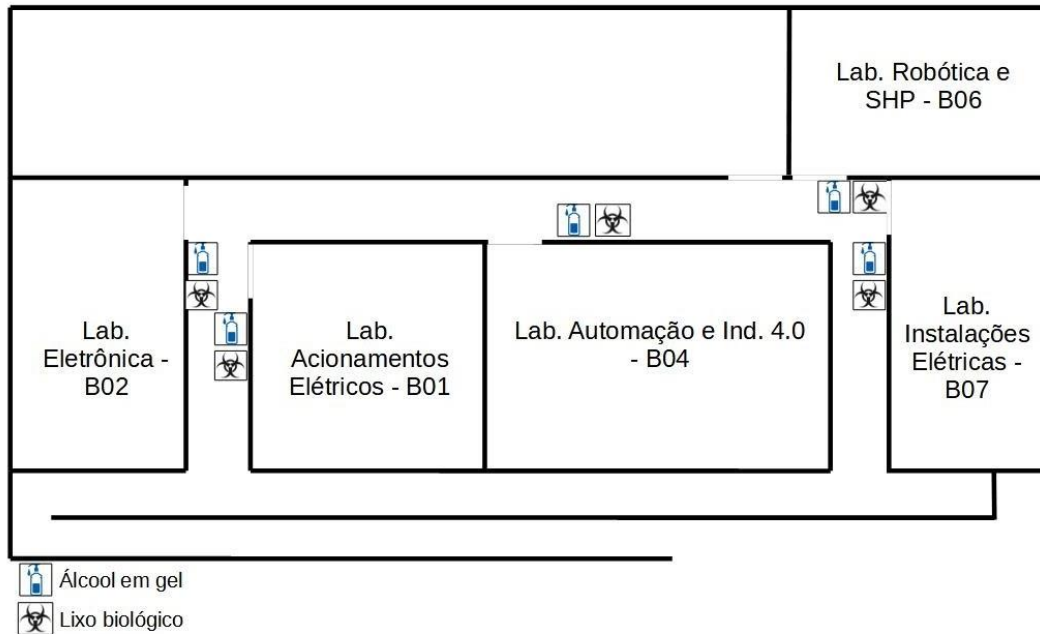 Lab. Robótica e
SHP - B06
Lab.
Eletrônica -
B02
Lab.
Acionamentos
Elétricos - B01
Lab. Automação e Ind. 4.0
- B04
Lab.
Instalações
Elétricas -
B07
Álcool em gel
Lixo biológico